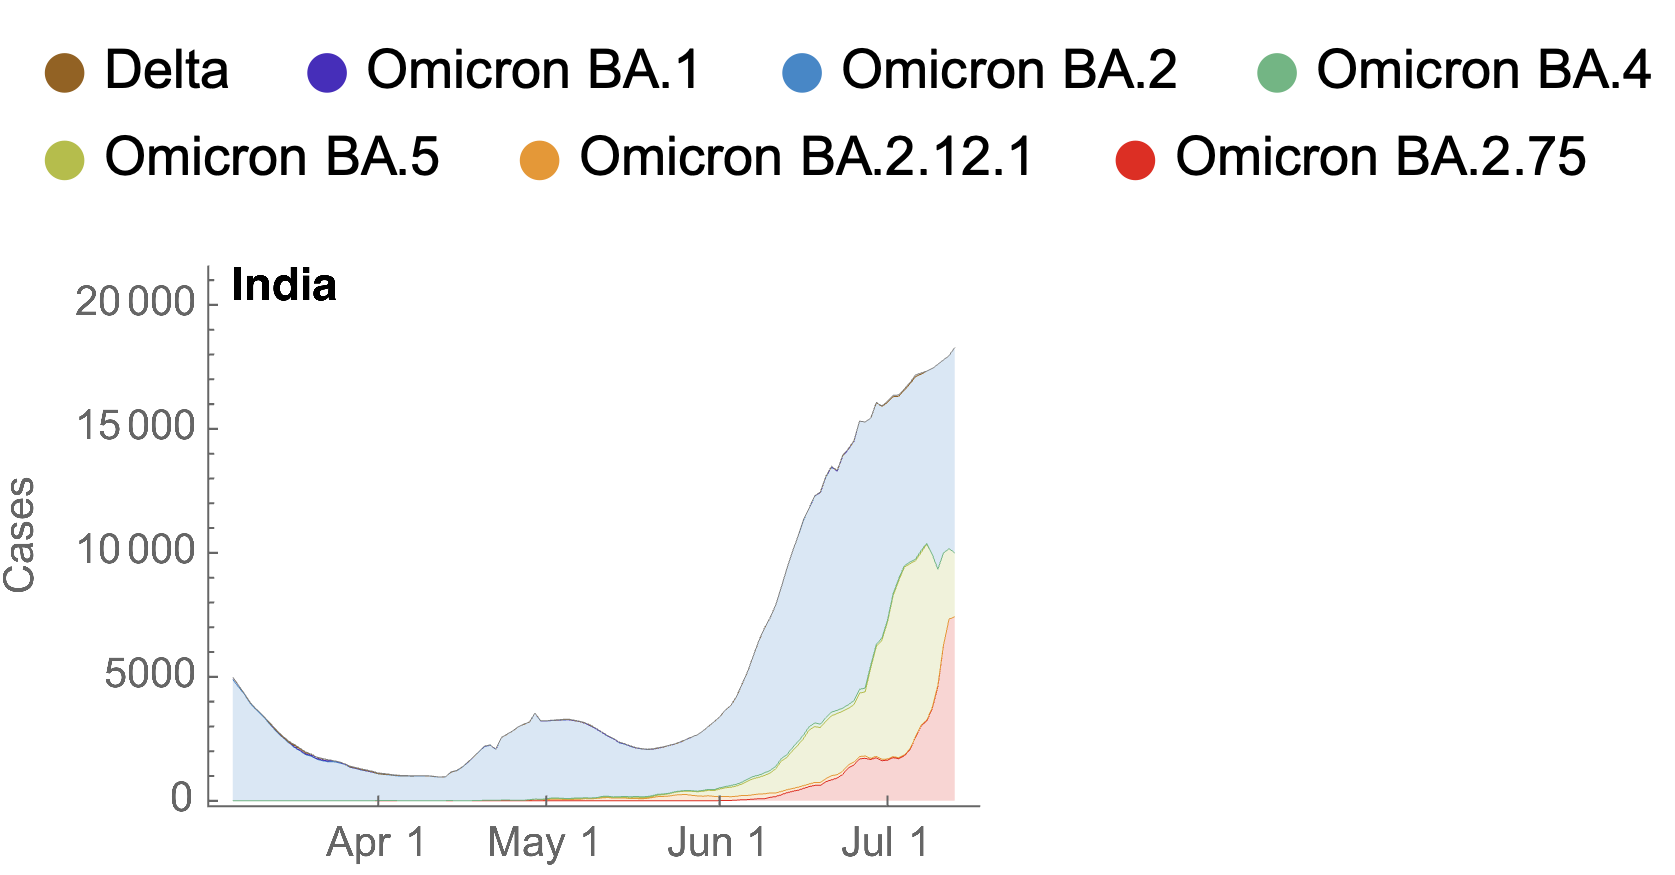 Delta Omicron BA.1 Omicron BA.2 Omicron BA.4
Omicron BA.5 Omicron BA.2.12.1 Omicron BA.2.75
India
20 000
15 000
10 000
5000
0
Cases
Apr 1 May 1 Jun 1 Jul 1